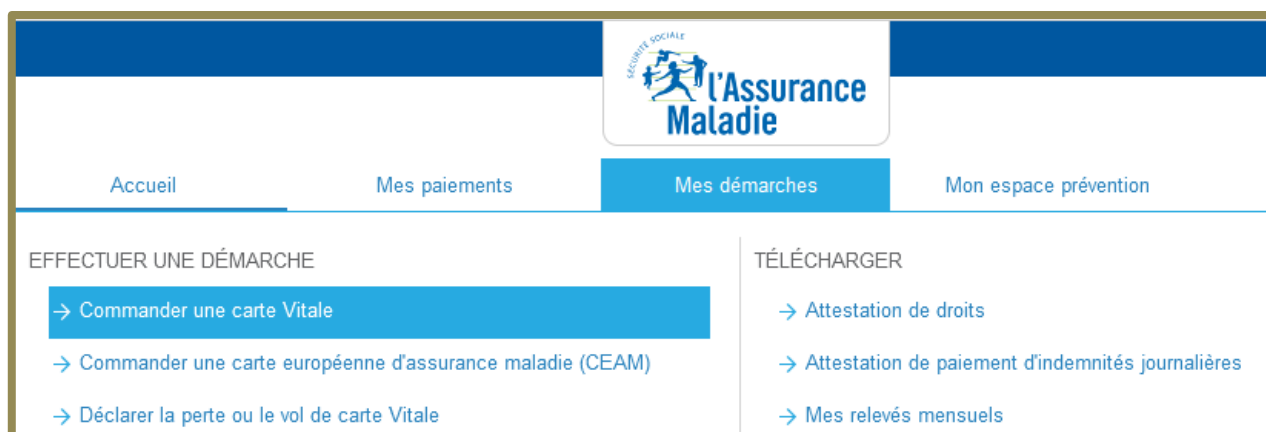 SÉCURITÉ SOCIALE
l'Assurance
Maladie
Accueil
Mes paiements
Mes démarches
Mon espace prévention
EFFECTUER UNE DÉMARCHE
→ Commander une carte Vitale
→ Commander une carte européenne d'assurance maladie (CEAM)
→ Déclarer la perte ou le vol de carte Vitale
TÉLÉCHARGER
→ Attestation de droits
→ Attestation de paiement d'indemnités journalières
→ Mes relevés mensuels